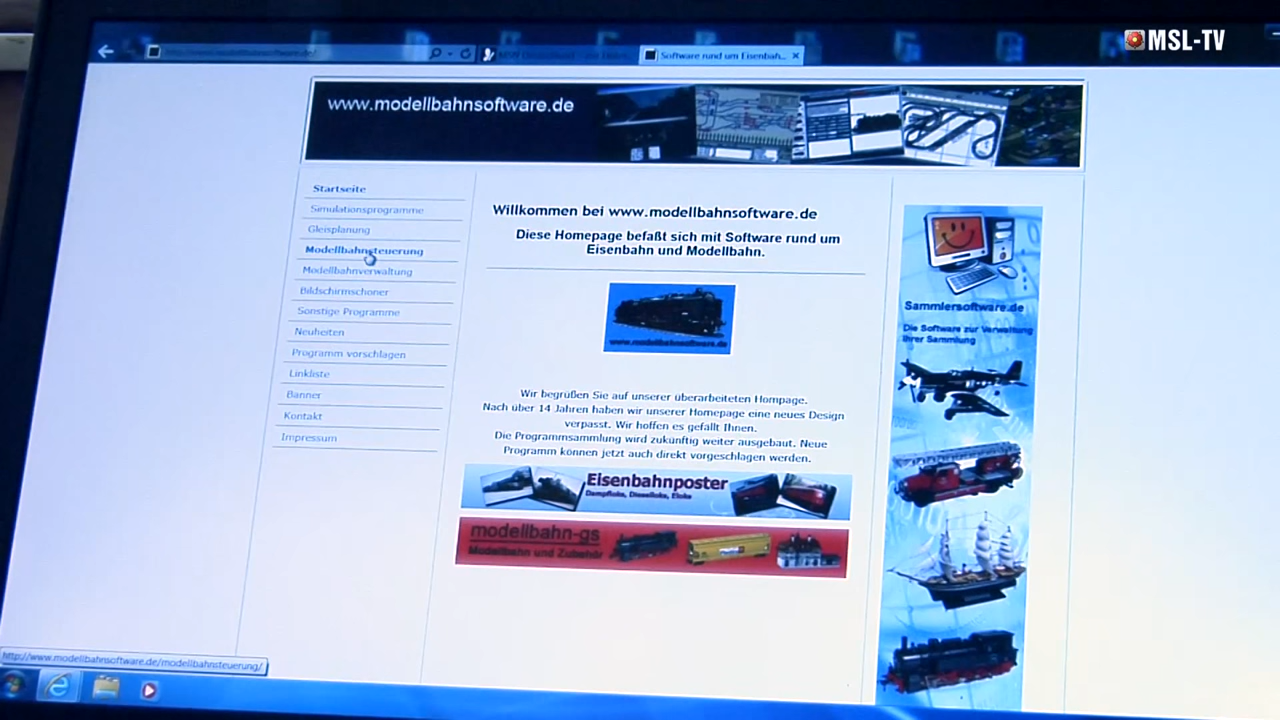 MSL-TV
Software rund um Eisenbah...
www.modellbahnsoftware.de
Startseite
Simulationsprogramme
Gleisplanung
Modellbahnsteuerung
Modellbahnverwaltung
Bildschirmschoner
Sonstige Programme
Neuheiten
Programm vorschlagen
Linkliste
Banner
Kontakt
Impressum
Willkommen bei www.modellbahnsoftware.de
Diese Homepage befaßt sich mit Software rund um
Eisenbahn und Modellbahn.
www.modellbahnsoftware.de
Wir begrüßen Sie auf unserer überarbeiteten Hompage.
Nach über 14 Jahren haben wir unserer Homepage eine neues Design
verpasst. Wir hoffen es gefällt Ihnen.
Die Programmsammlung wird zukünftig weiter ausgebaut. Neue
Programm können jetzt auch direkt vorgeschlagen werden.
Eisenbahnposter
Dampfloks, Dieselloks, Eloks
modellbahn-gs
Modellbahn und Zubehör
Sammlersoftware.de
Die Software zur Verwaltung
Ihrer Sammlung
http://www.modellbahnsoftware.de/modellbahnsteuerung/